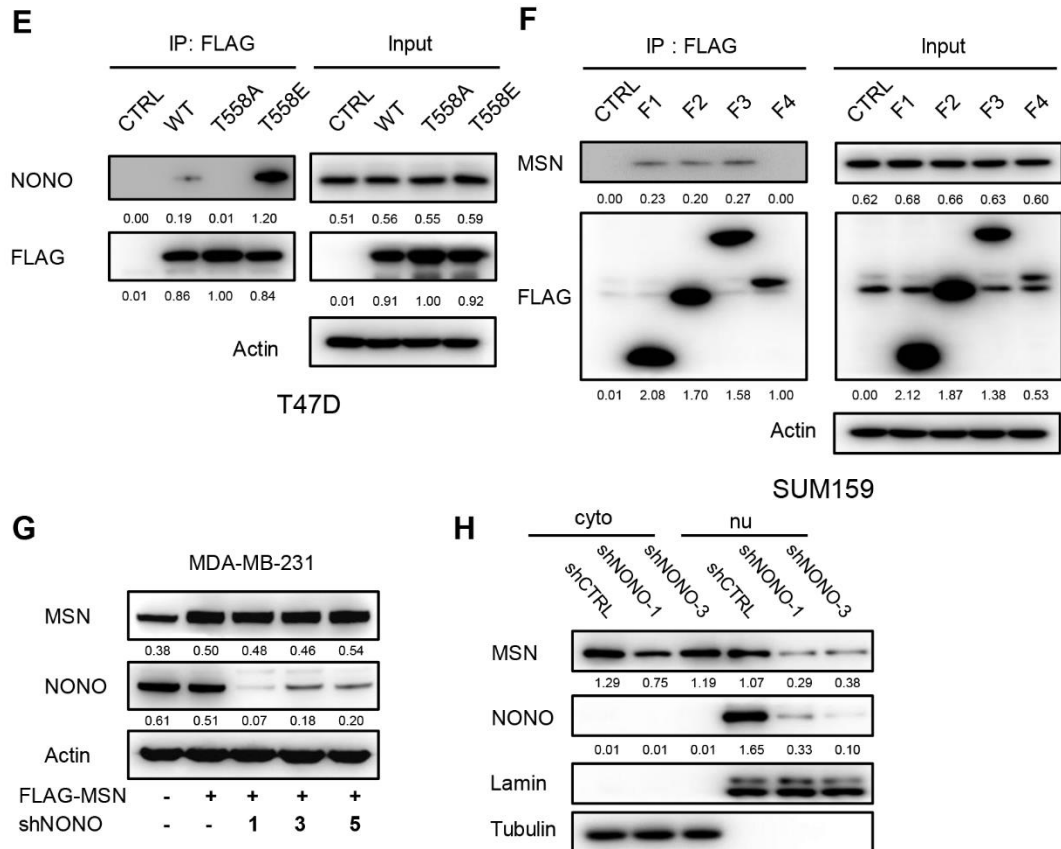 E
IP: FLAG Input
CTRL WT T558A T558E CTRL WT T558A T558E
NONO
0.00 0.19 0.01 1.20 0.51 0.56 0.55 0.59
FLAG
0.01 0.86 1.00 0.84 0.01 0.91 1.00 0.92
Actin
T47D
F
IP : FLAG Input
CTRL F1 F2 F3 F4 CTRL F1 F2 F3 F4
MSN
0.00 0.23 0.20 0.27 0.00 0.62 0.68 0.66 0.63 0.60
FLAG
0.01 2.08 1.70 1.58 1.00 0.00 2.12 1.87 1.38 0.53
Actin
SUM159
G
MDA-MB-231
MSN
0.38 0.50 0.48 0.46 0.54
NONO
0.61 0.51 0.07 0.18 0.20
Actin
FLAG-MSN - + + + +
shNONO - - 1 3 5
H
cyto nu
shCTRL shNONO-1 shNONO-3 shCTRL shNONO-1 shNONO-3
MSN
1.29 0.75 1.19 1.07 0.29 0.38
NONO
0.01 0.01 0.01 1.65 0.33 0.10
Lamin
Tubulin